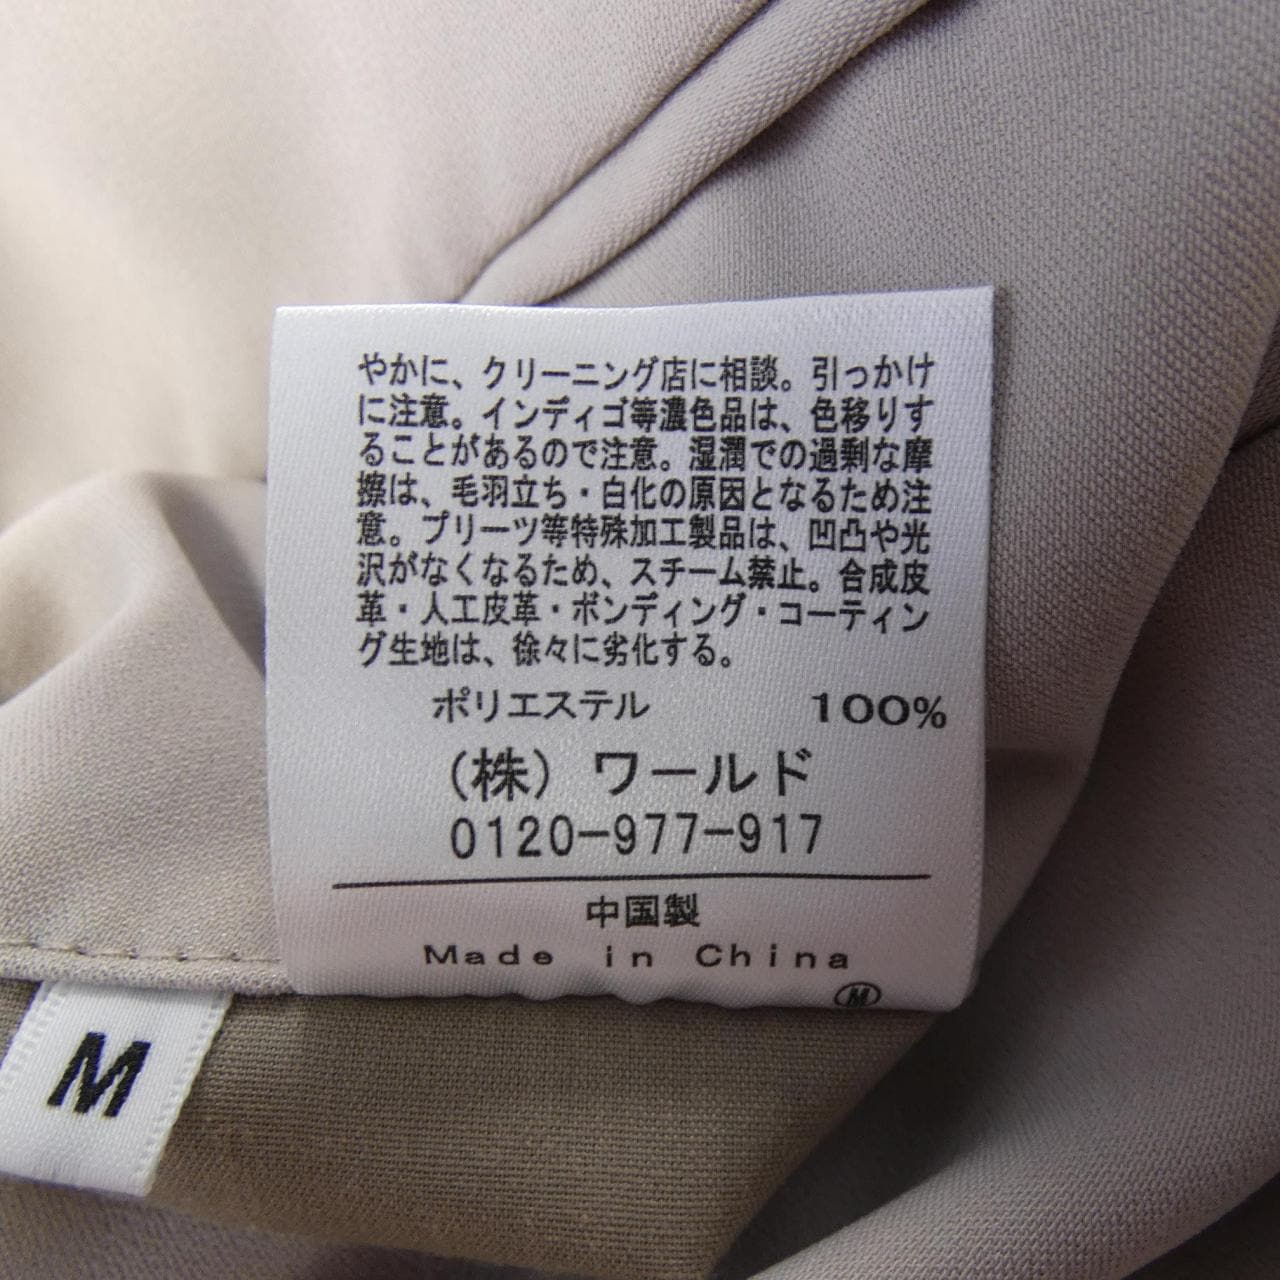 やかに、クリーニング店に相談。引っかけ
に注意。インディゴ等濃色品は、色移りす
ることがあるので注意。湿潤での過剰な摩
擦は、毛羽立ち・白化の原因となるため注
意。プリーツ等特殊加工製品は、凹凸や光
沢がなくなるため、スチーム禁止。合成皮
革・人工皮革・ボンディング・コーティン
グ生地は、徐々に劣化する。
ポリエステル 100%
(株) ワールド
0120-977-917
中国製
Made in China
Ⓜ
M